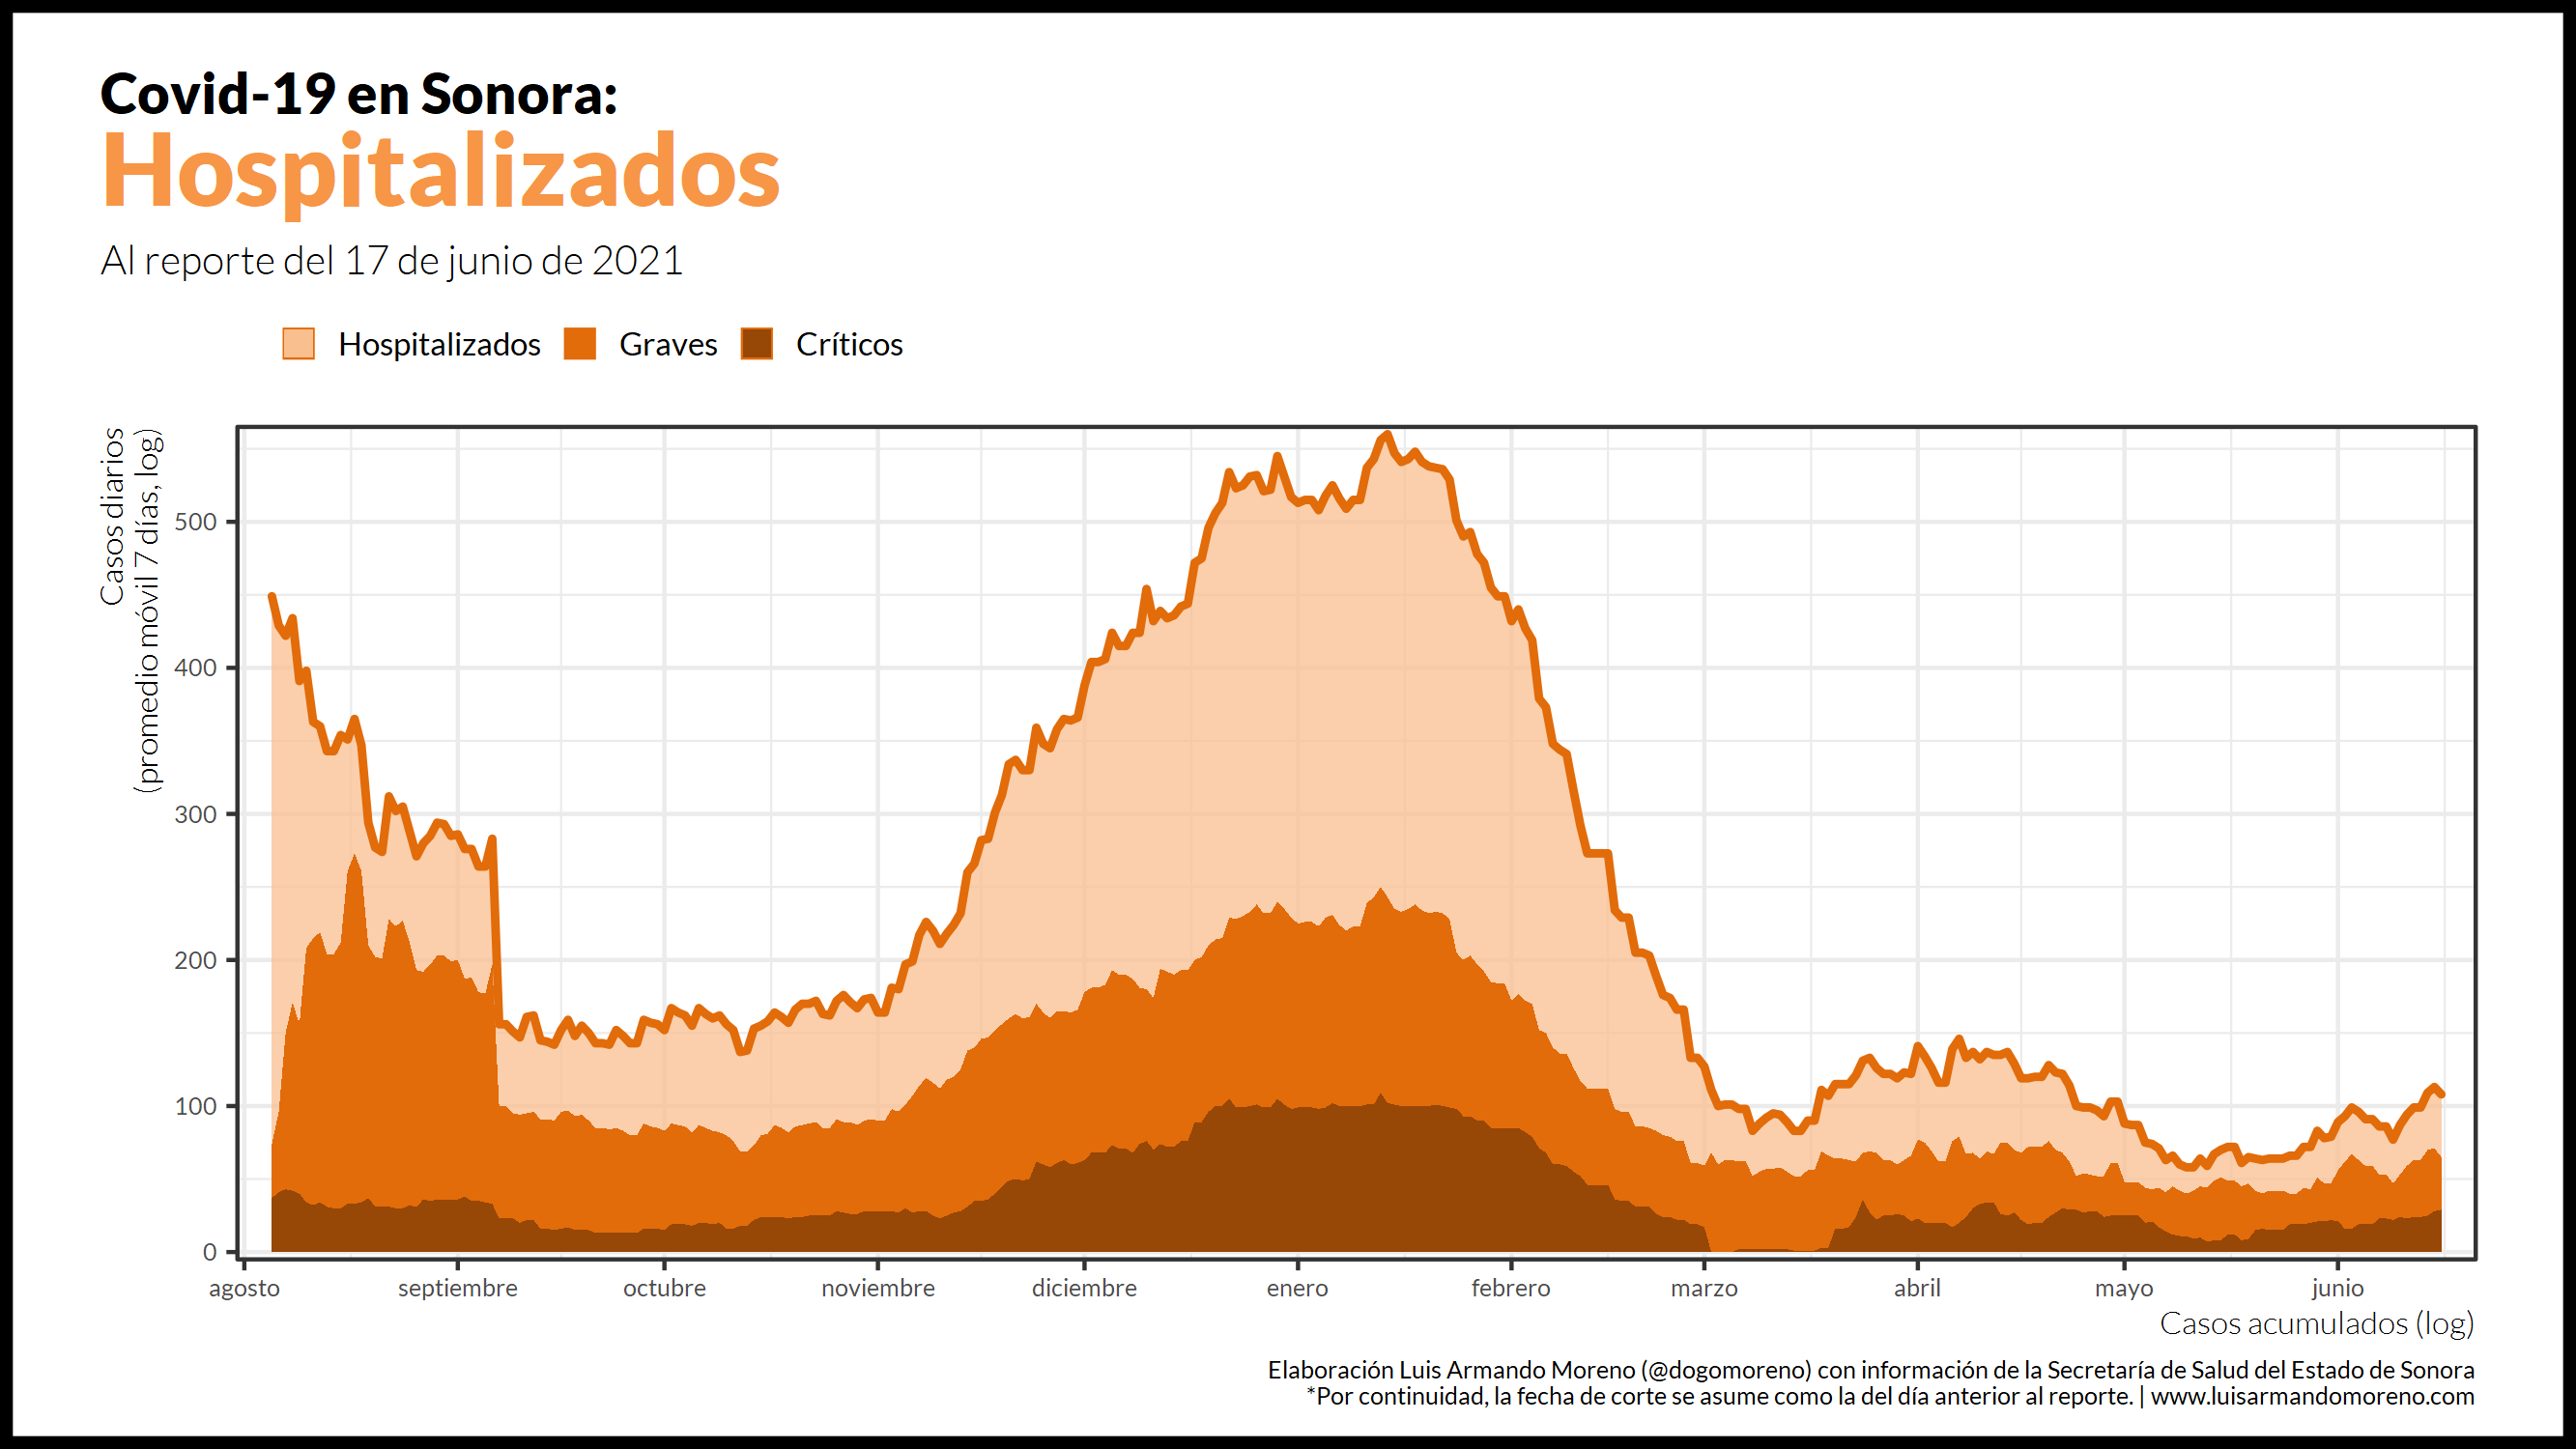 Covid-19 en Sonora:
Hospitalizados
Al reporte del 17 de junio de 2021
Hospitalizados Graves Críticos
Casos diarios
(promedio móvil 7 días, log)
500
400
300
200
100
0
agosto septiembre octubre noviembre diciembre enero febrero marzo abril mayo junio
Casos acumulados (log)
Elaboración Luis Armando Moreno (@dogomoreno) con información de la Secretaría de Salud del Estado de Sonora
*Por continuidad, la fecha de corte se asume como la del día anterior al reporte. | www.luisarmandomoreno.com